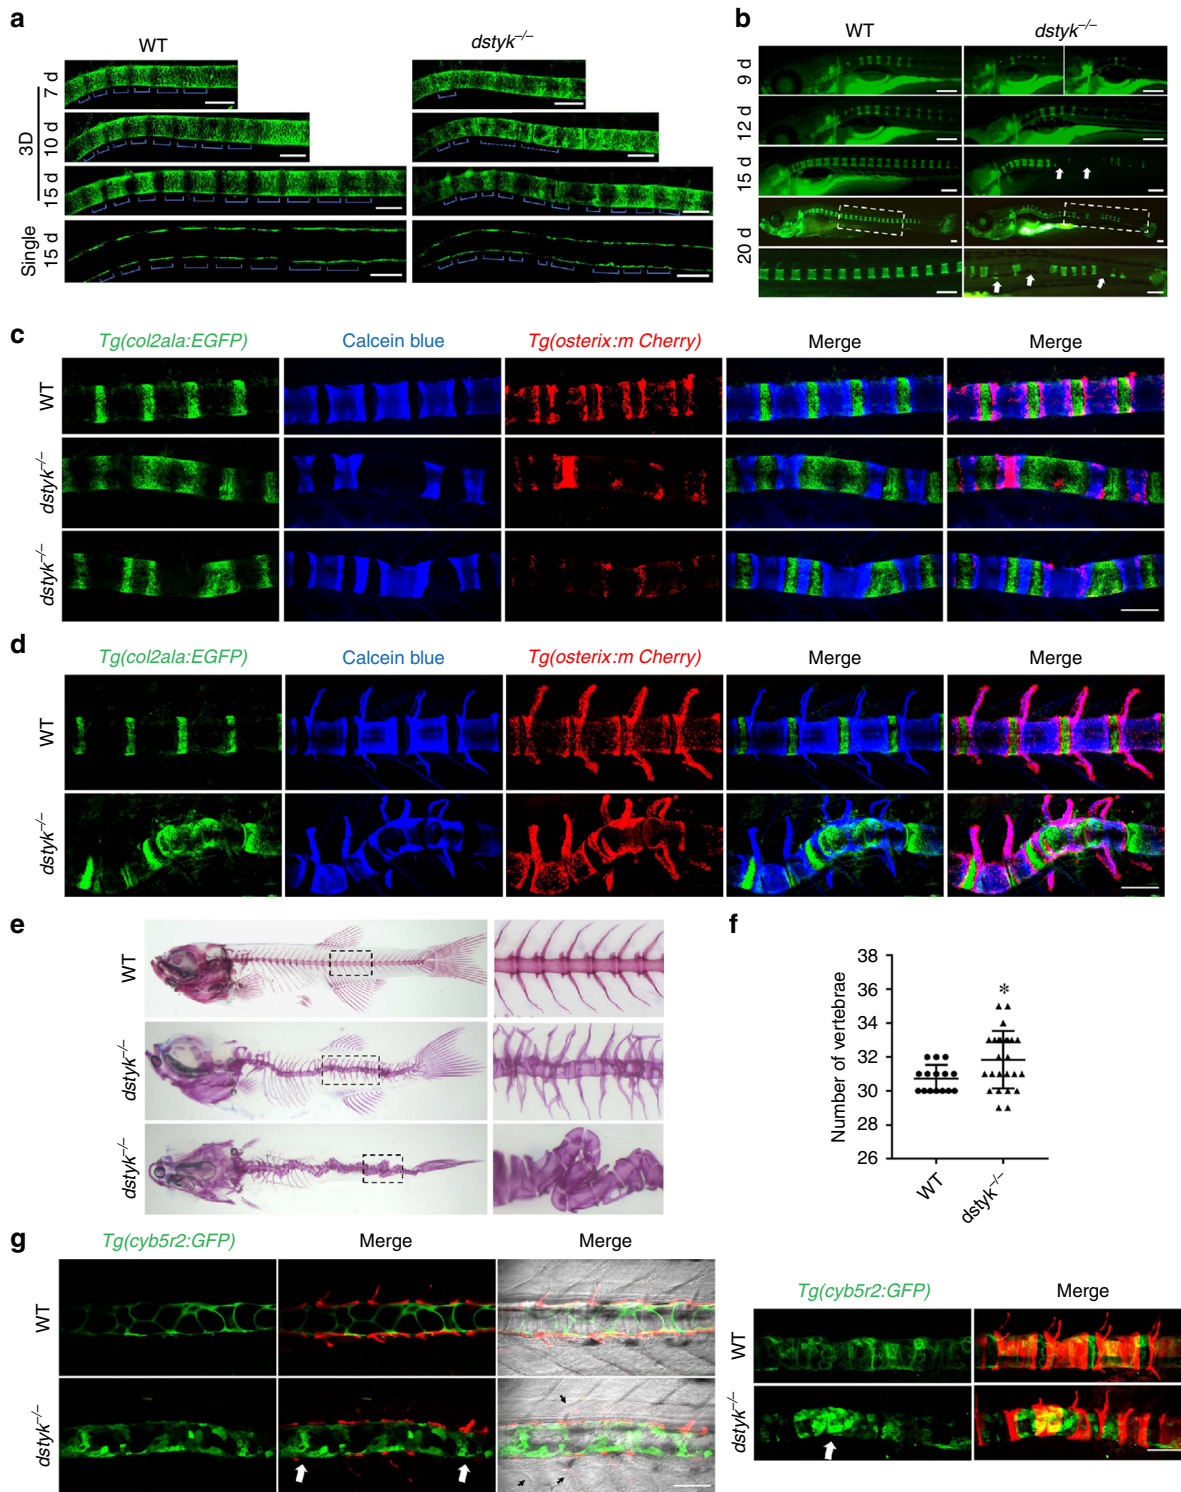 a
WT
dstyk–/–
3D
7 d
10 d
15 d
Single
15 d
b
WT
dstyk–/–
9 d
12 d
15 d
20 d
c
Tg(col2ala:EGFP)
Calcein blue
Tg(osterix:m Cherry)
Merge
Merge
WT
dstyk–/–
dstyk–/–
d
Tg(col2ala:EGFP)
Calcein blue
Tg(osterix:m Cherry)
Merge
Merge
WT
dstyk–/–
e
WT
dstyk–/–
dstyk–/–
f
Number of vertebrae
38
36
34
32
30
28
26
*
WT
dstyk–/–
g
Tg(cyb5r2:GFP)
Merge
Merge
WT
dstyk–/–
Tg(cyb5r2:GFP)
Merge
WT
dstyk–/–